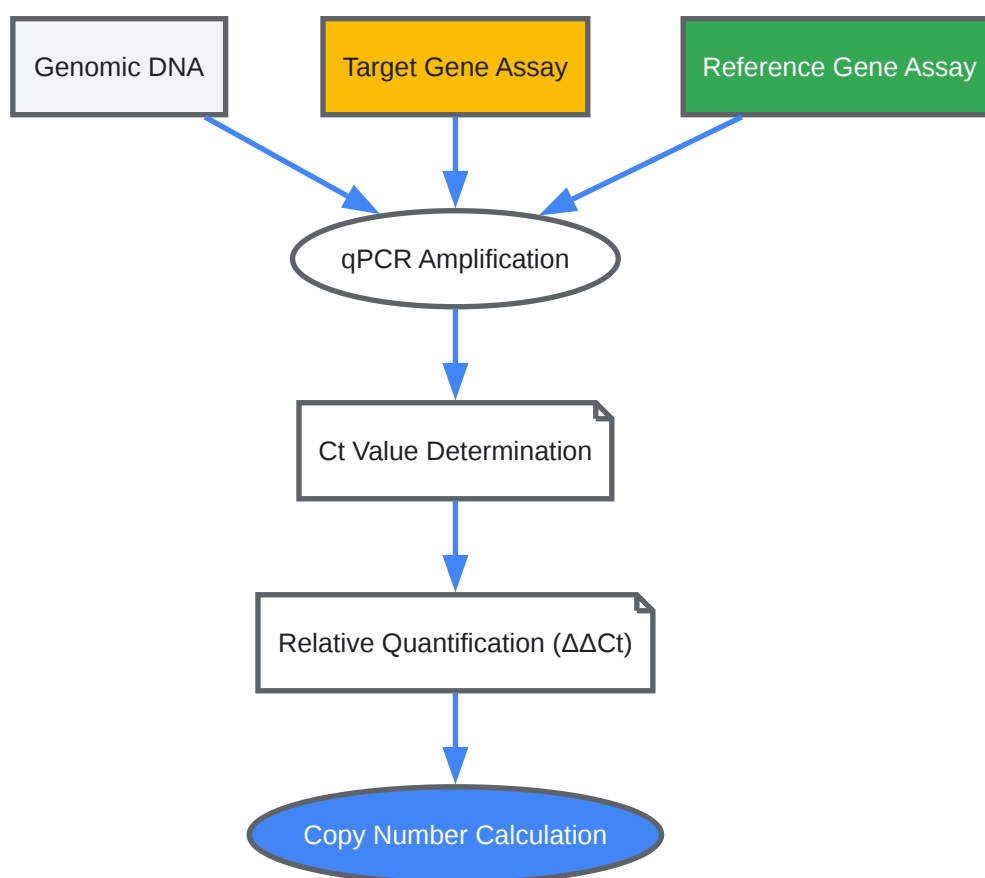 Genomic DNA
Target Gene Assay
Reference Gene Assay
qPCR Amplification
Ct Value Determination
Relative Quantification (ΔΔCt)
Copy Number Calculation